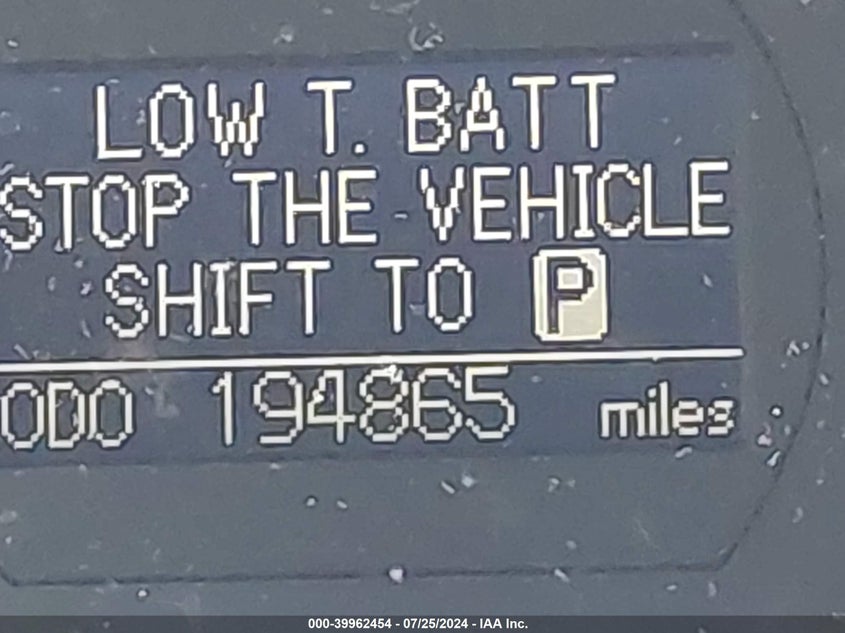 LOW T. BATT
STOP THE VEHICLE
SHIFT TO P
ODO 194865 miles
000-39962454 - 07/25/2024 - IAA Inc.